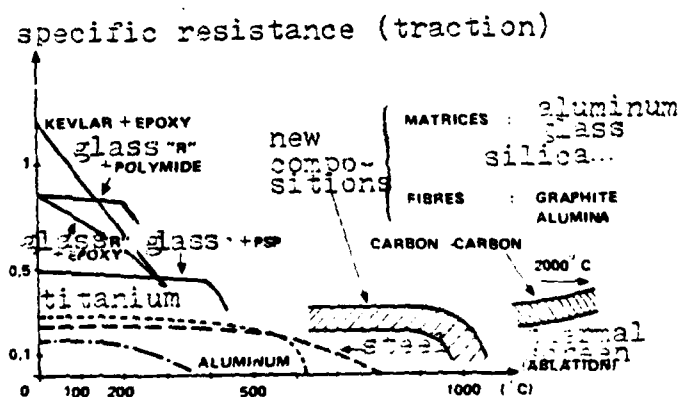 specific resistance (traction)
KEVLAR + EPOXY
glass "R"
+ POLYMIDE
1
new
compo-
sitions
MATRICES : aluminum
glass
silica...
FIBRES : GRAPHITE
ALUMINA
glass "R"
+ EPOXY
glass + PSP
CARBON-CARBON
2000°C
0.5
titanium
steel
ALUMINUM
thermal
ABLATION
0.1
0 100 200 500 1000 (°C)